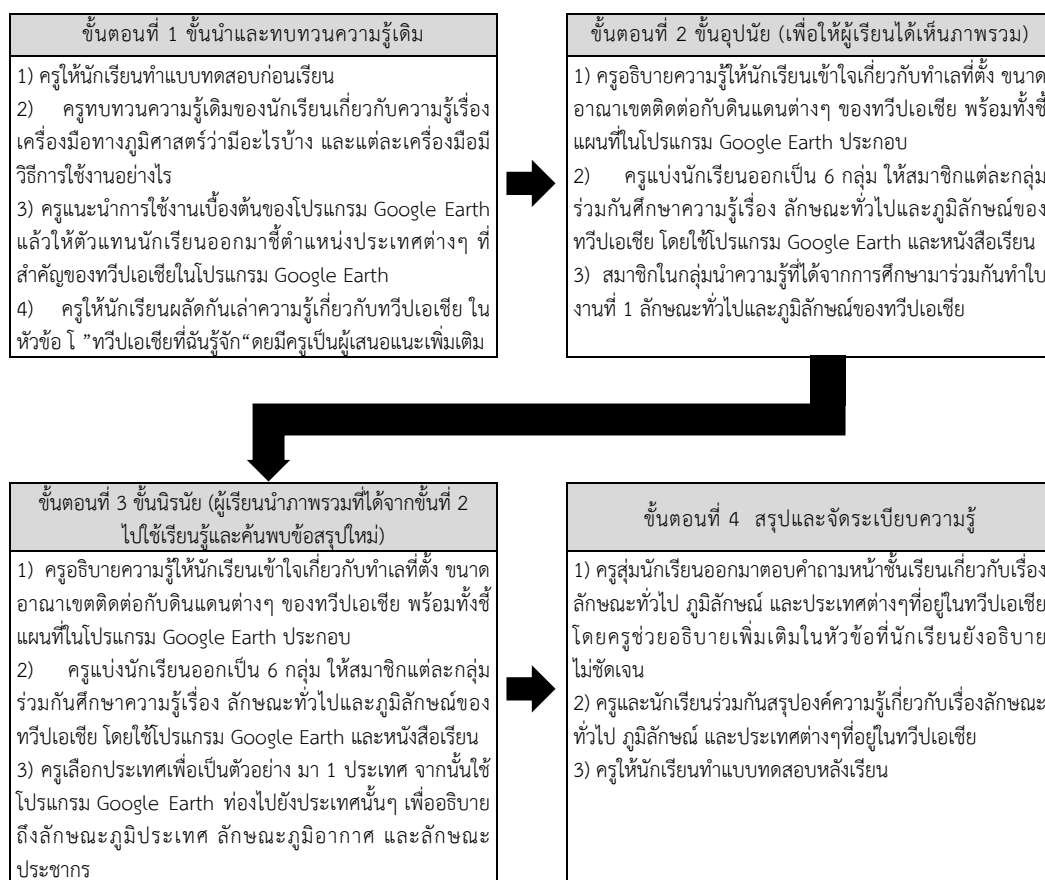 ขั้นตอนที่ 1 ขั้นนำและทบทวนความรู้เดิม
1) ครูให้นักเรียนทำแบบทดสอบก่อนเรียน
2) ครูทบทวนความรู้เดิมของนักเรียนเกี่ยวกับความรู้เรื่อง
เครื่องมือทางภูมิศาสตร์ว่ามีอะไรบ้าง และแต่ละเครื่องมือมี
วิธีการใช้งานอย่างไร
3) ครูแนะนำการใช้งานเบื้องต้นของโปรแกรม Google Earth
แล้วให้ตัวแทนนักเรียนออกมาชี้ตำแหน่งประเทศต่างๆ ที่
สำคัญของทวีปเอเชียในโปรแกรม Google Earth
4) ครูให้นักเรียนผลัดกันเล่าความรู้เกี่ยวกับทวีปเอเชีย ใน
หัวข้อ โ ”ทวีปเอเชียที่ฉันรู้จัก“ดยมีครูเป็นผู้เสนอแนะเพิ่มเติม
ขั้นตอนที่ 2 ขั้นอุปนัย (เพื่อให้ผู้เรียนได้เห็นภาพรวม)
1) ครูอธิบายความรู้ให้นักเรียนเข้าใจเกี่ยวกับทำเลที่ตั้ง ขนาด
อาณาเขตติดต่อกับดินแดนต่างๆ ของทวีปเอเชีย พร้อมทั้งชี้
แผนที่ในโปรแกรม Google Earth ประกอบ
2) ครูแบ่งนักเรียนออกเป็น 6 กลุ่ม ให้สมาชิกแต่ละกลุ่ม
ร่วมกันศึกษาความรู้เรื่อง ลักษณะทั่วไปและภูมิลักษณ์ของ
ทวีปเอเชีย โดยใช้โปรแกรม Google Earth และหนังสือเรียน
3) สมาชิกในกลุ่มนำความรู้ที่ได้จากการศึกษามาร่วมกันทำใบ
งานที่ 1 ลักษณะทั่วไปและภูมิลักษณ์ของทวีปเอเชีย
ขั้นตอนที่ 3 ขั้นนิรนัย (ผู้เรียนนำภาพรวมที่ได้จากขั้นที่ 2
ไปใช้เรียนรู้และค้นพบข้อสรุปใหม่)
1) ครูอธิบายความรู้ให้นักเรียนเข้าใจเกี่ยวกับทำเลที่ตั้ง ขนาด
อาณาเขตติดต่อกับดินแดนต่างๆ ของทวีปเอเชีย พร้อมทั้งชี้
แผนที่ในโปรแกรม Google Earth ประกอบ
2) ครูแบ่งนักเรียนออกเป็น 6 กลุ่ม ให้สมาชิกแต่ละกลุ่ม
ร่วมกันศึกษาความรู้เรื่อง ลักษณะทั่วไปและภูมิลักษณ์ของ
ทวีปเอเชีย โดยใช้โปรแกรม Google Earth และหนังสือเรียน
3) ครูเลือกประเทศเพื่อเป็นตัวอย่าง มา 1 ประเทศ จากนั้นใช้
โปรแกรม Google Earth ท่องไปยังประเทศนั้นๆ เพื่ออธิบาย
ถึงลักษณะภูมิประเทศ ลักษณะภูมิอากาศ และลักษณะ
ประชากร
ขั้นตอนที่ 4 สรุปและจัดระเบียบความรู้
1) ครูสุ่มนักเรียนออกมาตอบคำถามหน้าชั้นเรียนเกี่ยวกับเรื่อง
ลักษณะทั่วไป ภูมิลักษณ์ และประเทศต่างๆที่อยู่ในทวีปเอเชีย
โดยครูช่วยอธิบายเพิ่มเติมในหัวข้อที่นักเรียนยังอธิบาย
ไม่ชัดเจน
2) ครูและนักเรียนร่วมกันสรุปองค์ความรู้เกี่ยวกับเรื่องลักษณะ
ทั่วไป ภูมิลักษณ์ และประเทศต่างๆที่อยู่ในทวีปเอเชีย
3) ครูให้นักเรียนทำแบบทดสอบหลังเรียน